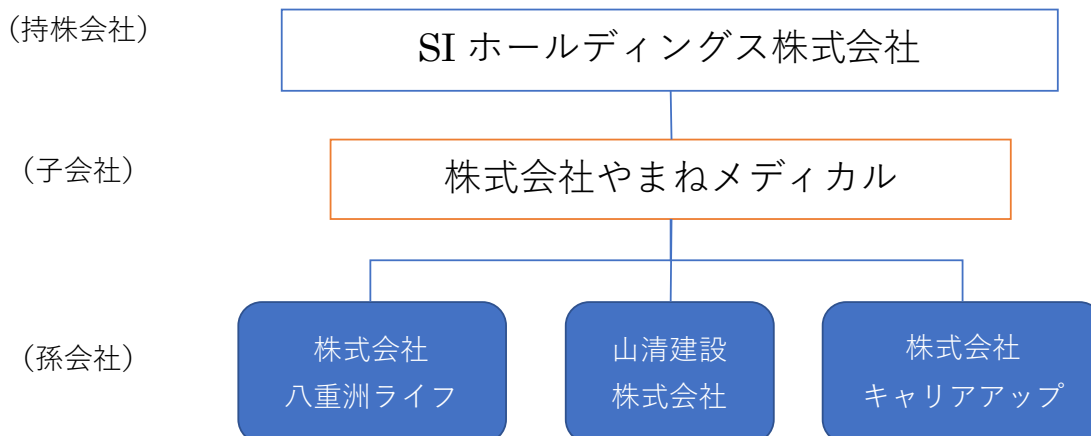 (持株会社)
SI ホールディングス株式会社
(子会社)
株式会社やまねメディカル
(孫会社)
株式会社
八重洲ライフ
山清建設
株式会社
株式会社
キャリアアップ